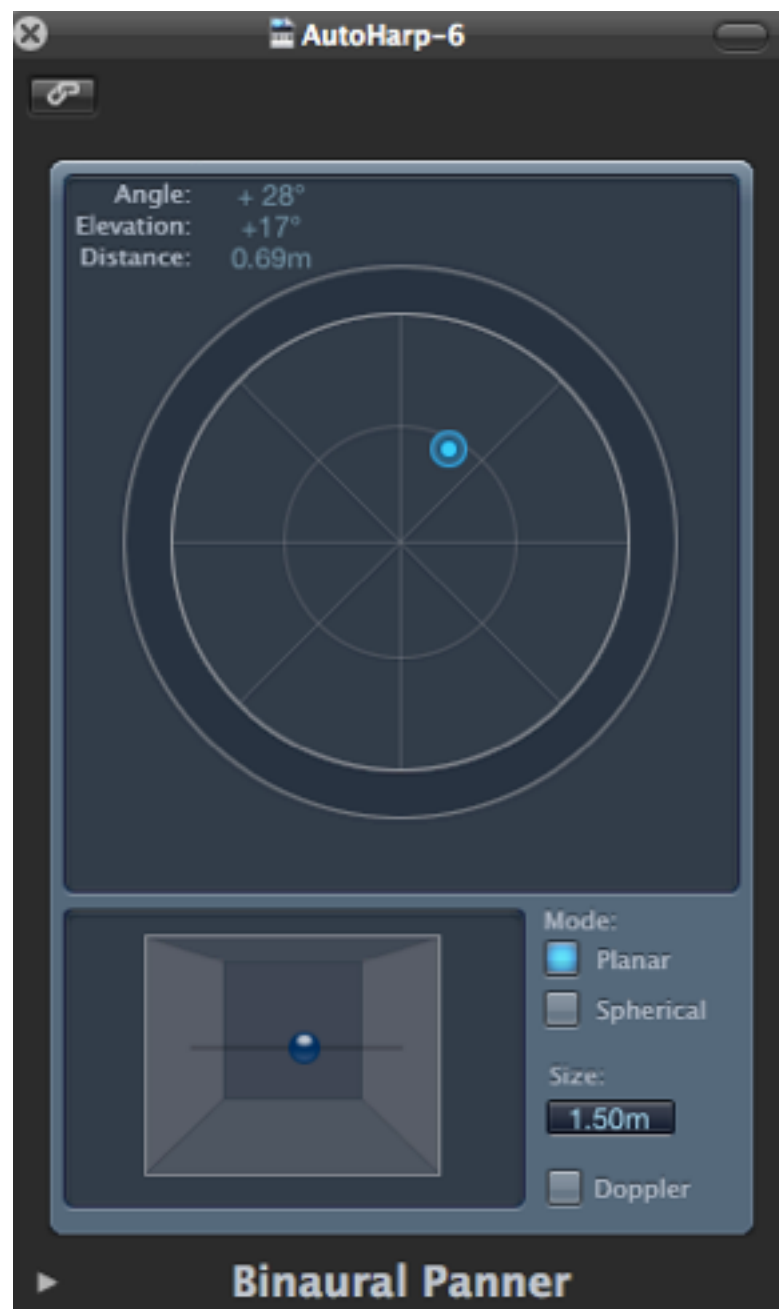 AutoHarp-6
Angle: + 28°
Elevation: +17°
Distance: 0.69m
Mode:
Planar
Spherical
Size:
1.50m
Doppler
Binaural Panner